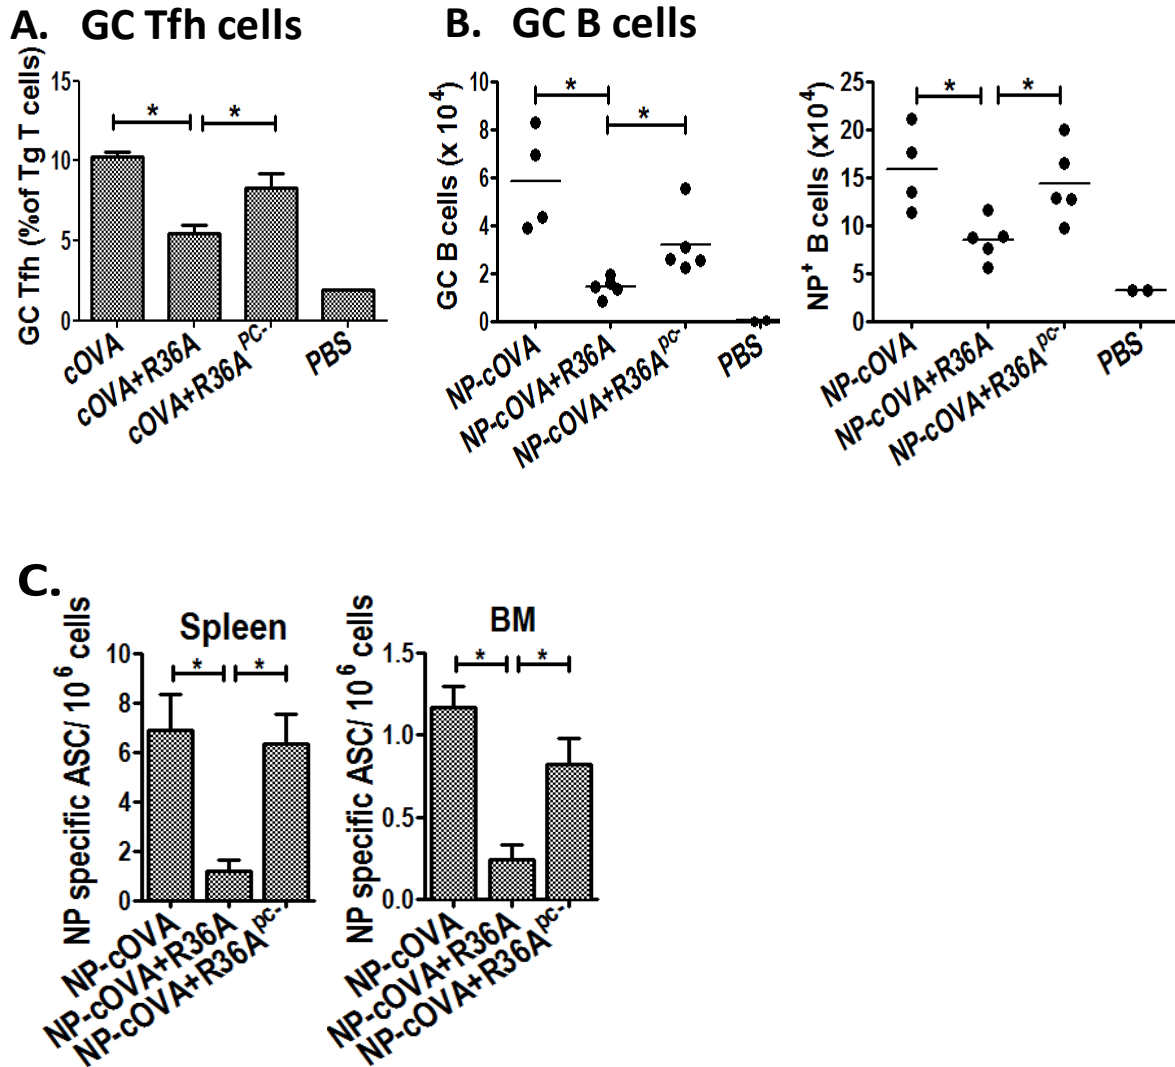 A. GC Tfh cells
GC Tfh (%of Tg T cells)
15
10
5
0
* *
cOVA
cOVA+R36A
cOVA+R36A^PC-
PBS
B. GC B cells
GC B cells (x 10^4)
10
8
6
4
2
0
*
*
NP-cOVA
NP-cOVA+R36A
NP-cOVA+R36A^PC-
PBS
NP^+ B cells (x10^4)
25
20
15
10
5
0
* *
NP-cOVA
NP-cOVA+R36A
NP-cOVA+R36A^PC-
PBS
C.
Spleen
NP specific ASC/ 10^6 cells
10
8
6
4
2
0
* *
NP-cOVA
NP-cOVA+R36A
NP-cOVA+R36A^pc-
BM
NP specific ASC/ 10^6 cells
1.5
1.0
0.5
0.0
* *
NP-cOVA
NP-cOVA+R36A
NP-cOVA+R36A^pc-